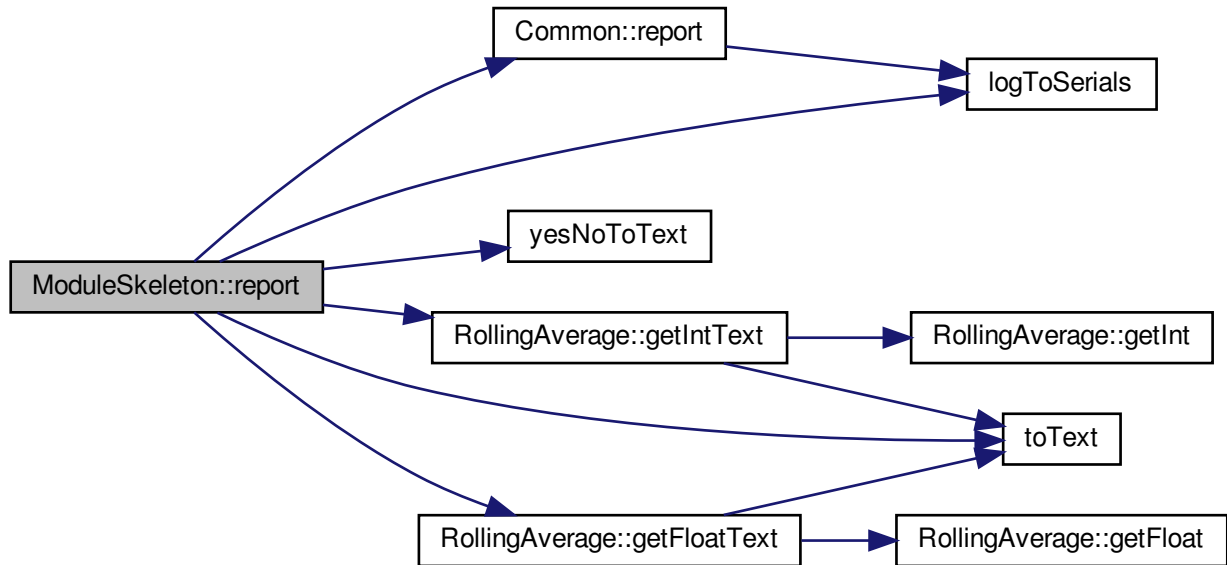 Common::report
logToSerials
yesNoToText
ModuleSkeleton::report
RollingAverage::getIntText
RollingAverage::getInt
toText
RollingAverage::getFloatText
RollingAverage::getFloat